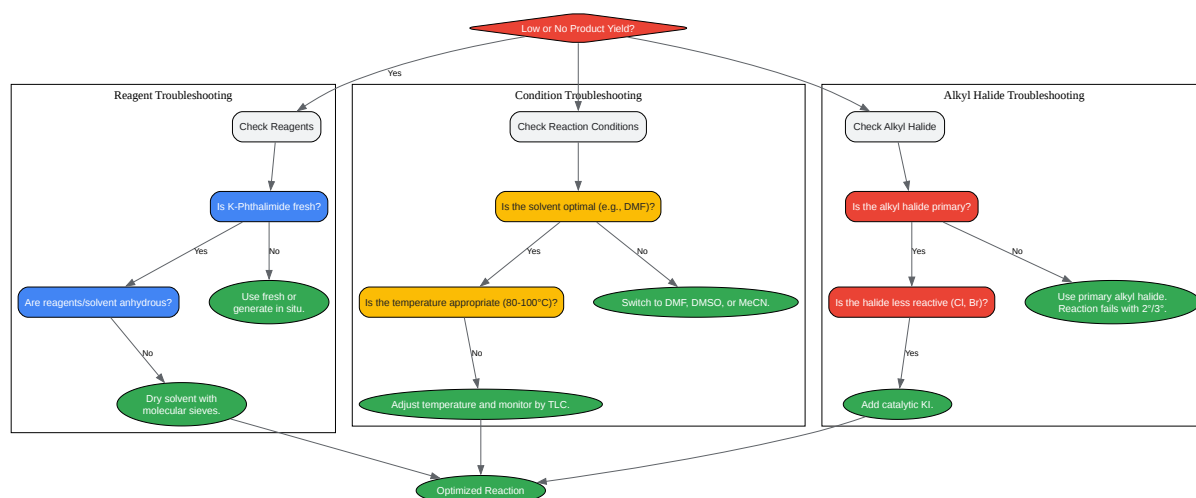 Low or No Product Yield?
Yes
Reagent Troubleshooting
Condition Troubleshooting
Alkyl Halide Troubleshooting
Check Reagents
Check Reaction Conditions
Check Alkyl Halide
Is K-Phthalimide fresh?
Is the solvent optimal (e.g., DMF)?
Is the alkyl halide primary?
Yes
No
Yes
No
Yes
No
Are reagents/solvent anhydrous?
Use fresh or
generate in situ.
Is the temperature appropriate (80-100°C)?
Switch to DMF, DMSO, or MeCN.
Is the halide less reactive (Cl, Br)?
Use primary alkyl halide.
Reaction fails with 2°/3°.
No
No
Yes
Dry solvent with
molecular sieves.
Adjust temperature and monitor by TLC.
Add catalytic KI.
Optimized Reaction